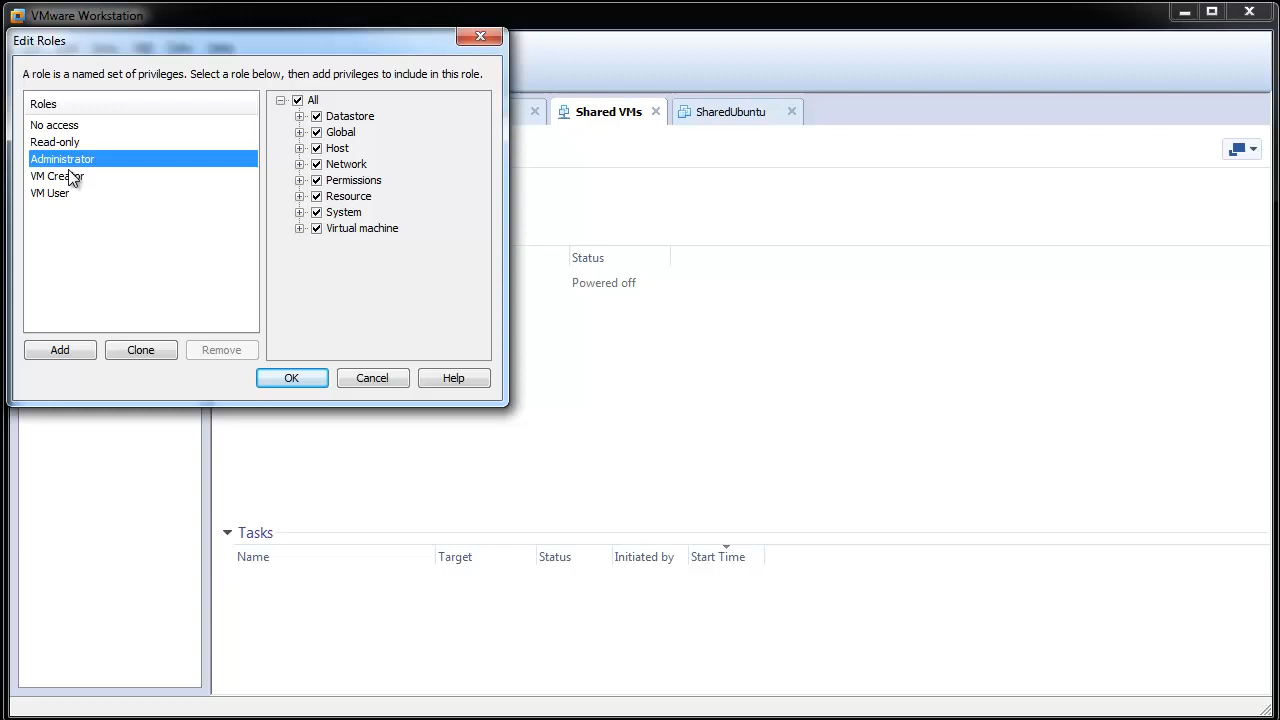 VMware Workstation
Edit Roles
A role is a named set of privileges. Select a role below, then add privileges to include in this role.
Roles
No access
Read-only
Administrator
VM Creator
VM User
All
Datastore
Global
Host
Network
Permissions
Resource
System
Virtual machine
Add
Clone
Remove
OK
Cancel
Help
Shared VMs
SharedUbuntu
Status
Powered off
Tasks
Name
Target
Status
Initiated by
Start Time